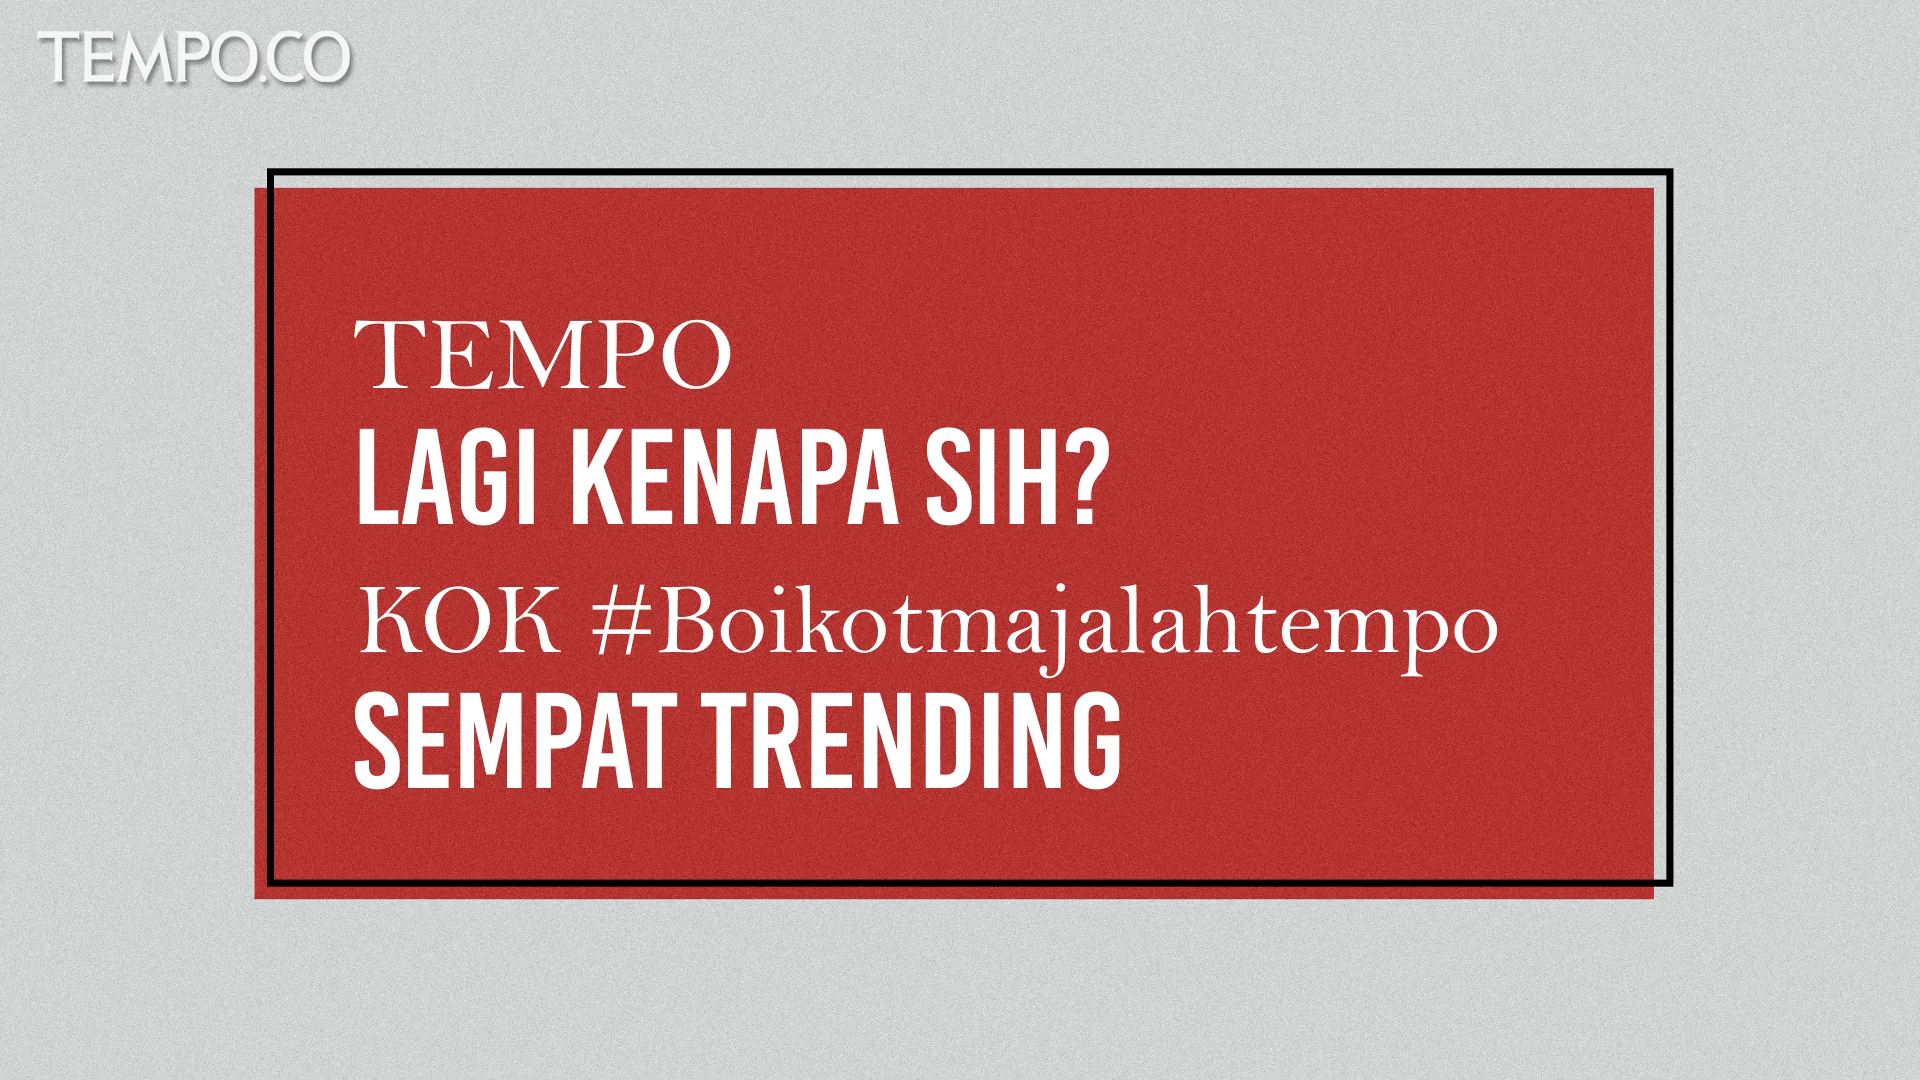 TEMPO.CO
TEMPO
LAGI KENAPA SIH?
KOK #Boikotmajalahtempo
SEMPAT TRENDING